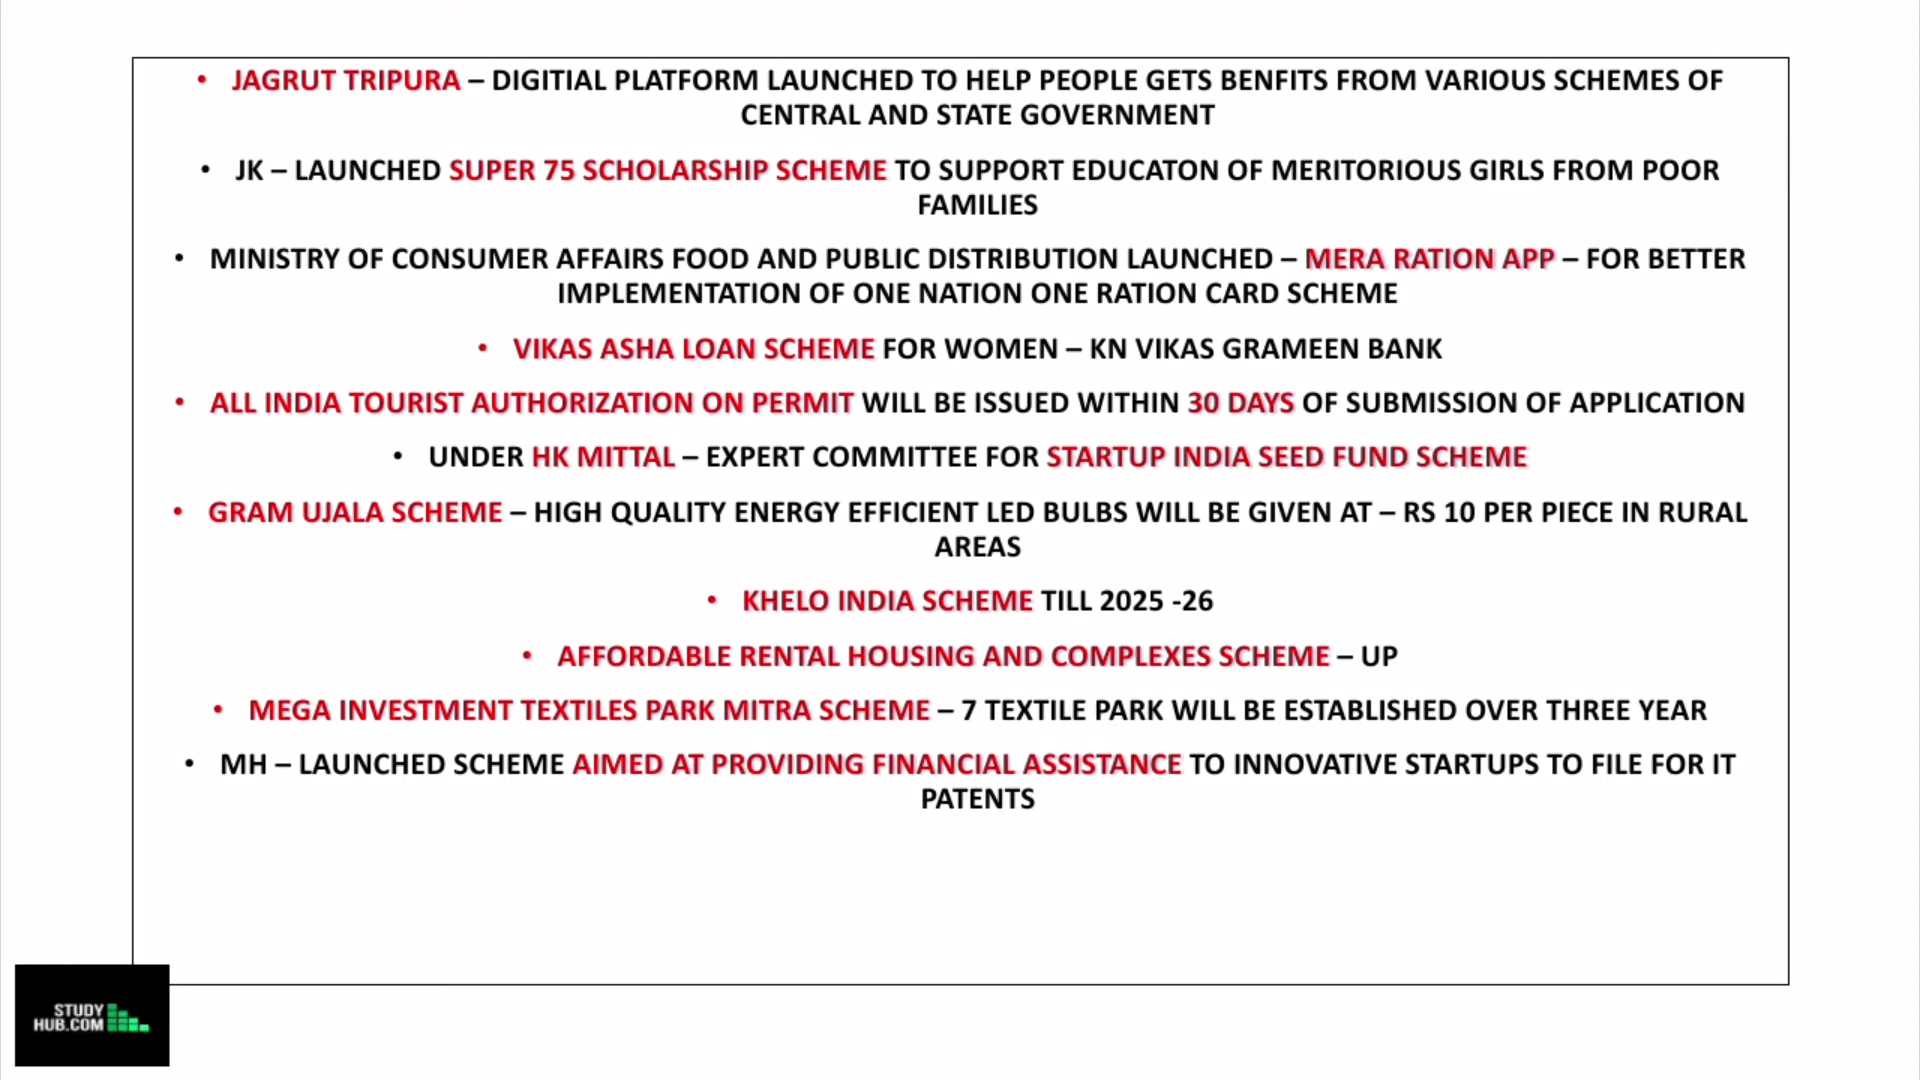 • JAGRUT TRIPURA – DIGITIAL PLATFORM LAUNCHED TO HELP PEOPLE GETS BENFITS FROM VARIOUS SCHEMES OF
CENTRAL AND STATE GOVERNMENT
• JK – LAUNCHED SUPER 75 SCHOLARSHIP SCHEME TO SUPPORT EDUCATON OF MERITORIOUS GIRLS FROM POOR
FAMILIES
• MINISTRY OF CONSUMER AFFAIRS FOOD AND PUBLIC DISTRIBUTION LAUNCHED – MERA RATION APP – FOR BETTER
IMPLEMENTATION OF ONE NATION ONE RATION CARD SCHEME
• VIKAS ASHA LOAN SCHEME FOR WOMEN – KN VIKAS GRAMEEN BANK
• ALL INDIA TOURIST AUTHORIZATION ON PERMIT WILL BE ISSUED WITHIN 30 DAYS OF SUBMISSION OF APPLICATION
• UNDER HK MITTAL – EXPERT COMMITTEE FOR STARTUP INDIA SEED FUND SCHEME
• GRAM UJALA SCHEME – HIGH QUALITY ENERGY EFFICIENT LED BULBS WILL BE GIVEN AT – RS 10 PER PIECE IN RURAL
AREAS
• KHELO INDIA SCHEME TILL 2025 -26
• AFFORDABLE RENTAL HOUSING AND COMPLEXES SCHEME – UP
• MEGA INVESTMENT TEXTILES PARK MITRA SCHEME – 7 TEXTILE PARK WILL BE ESTABLISHED OVER THREE YEAR
• MH – LAUNCHED SCHEME AIMED AT PROVIDING FINANCIAL ASSISTANCE TO INNOVATIVE STARTUPS TO FILE FOR IT
PATENTS
STUDY
HUB.COM